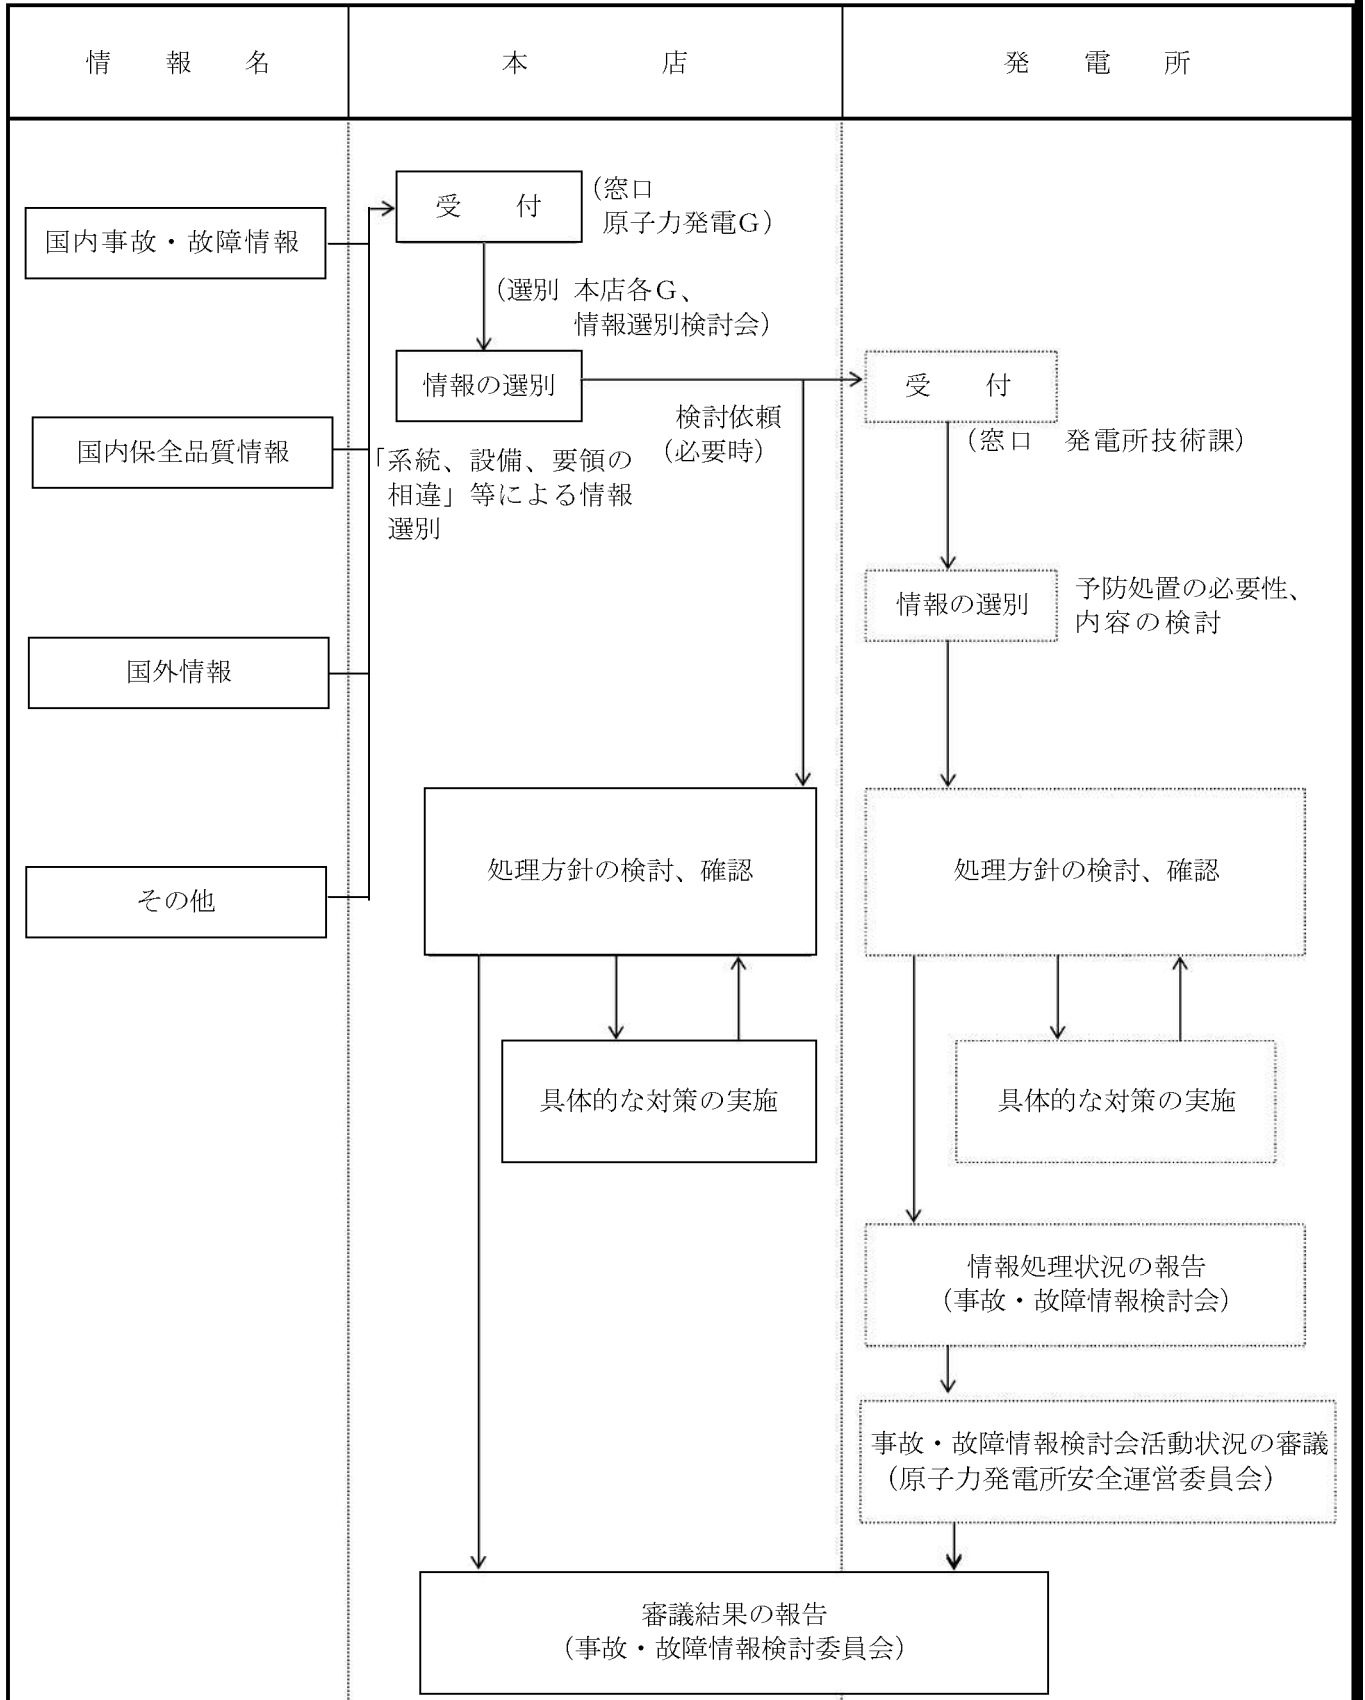 情　報　名
本　店
発　電　所
国内事故・故障情報
国内保全品質情報
国外情報
その他
受　付
（窓口
原子力発電Ｇ）
（選別 本店各Ｇ、
情報選別検討会）
情報の選別
「系統、設備、要領の
相違」等による情報
選別
検討依頼
（必要時）
処理方針の検討、確認
具体的な対策の実施
受　付
（窓口　発電所技術課）
情報の選別
予防処置の必要性、
内容の検討
処理方針の検討、確認
具体的な対策の実施
情報処理状況の報告
（事故・故障情報検討会）
事故・故障情報検討会活動状況の審議
（原子力発電所安全運営委員会）
審議結果の報告
（事故・故障情報検討委員会）